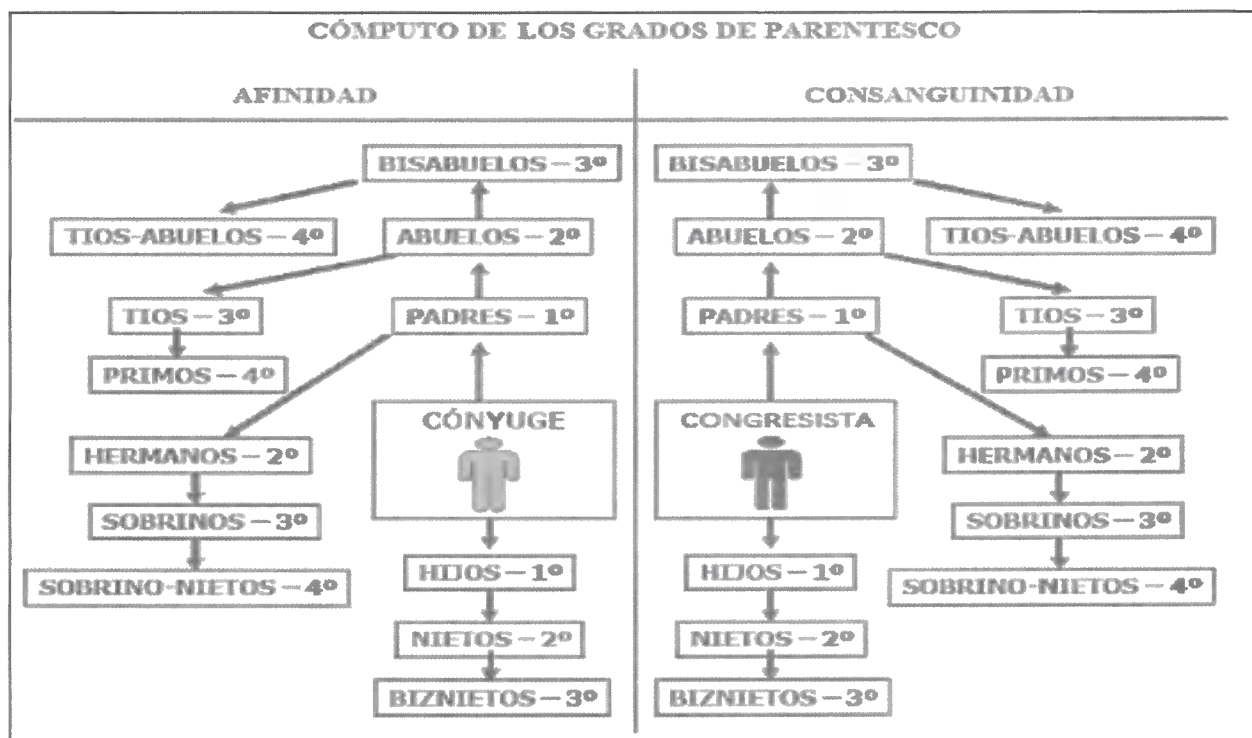 CÓMPUTO DE LOS GRADOS DE PARENTESCO
AFINIDAD
BISABUELOS – 3º
TIOS-ABUELOS – 4º
ABUELOS – 2º
TIOS – 3º
PADRES – 1º
PRIMOS – 4º
CÓNYUGE
HERMANOS – 2º
SOBRINOS – 3º
HIJOS – 1º
SOBRINO-NIETOS – 4º
NIETOS – 2º
BIZNIETOS – 3º
CONSANGUINIDAD
BISABUELOS – 3º
ABUELOS – 2º
TIOS-ABUELOS – 4º
PADRES – 1º
TIOS – 3º
PRIMOS – 4º
CONGRESISTA
HERMANOS – 2º
SOBRINOS – 3º
HIJOS – 1º
SOBRINO-NIETOS – 4º
NIETOS – 2º
BIZNIETOS – 3º